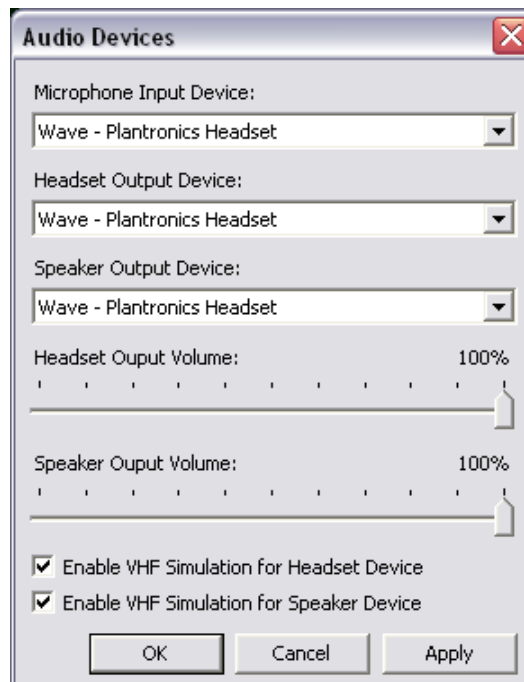 Audio Devices
Microphone Input Device:
Wave - Plantronics Headset
Headset Output Device:
Wave - Plantronics Headset
Speaker Output Device:
Wave - Plantronics Headset
Headset Ouput Volume: 100%
Speaker Ouput Volume: 100%
Enable VHF Simulation for Headset Device
Enable VHF Simulation for Speaker Device
OK Cancel Apply